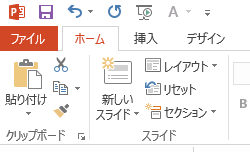 ファイル ホーム 挿入 デザイン
レイアウト
リセット
貼り付け 新しい
スライド セクション
クリップボード スライド
B